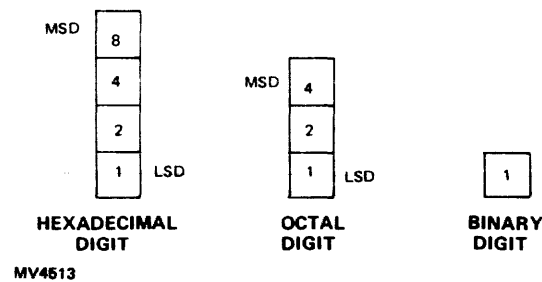 MSD
8
4
2
1 LSD
HEXADECIMAL
DIGIT
MSD
4
2
1 LSD
OCTAL
DIGIT
1
BINARY
DIGIT
MV4513